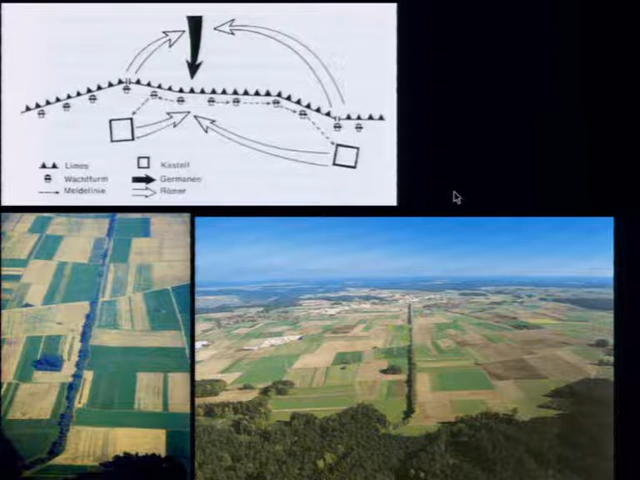 Limes
Kastell
Wachtturm
Germanen
Meldelinie
Römer